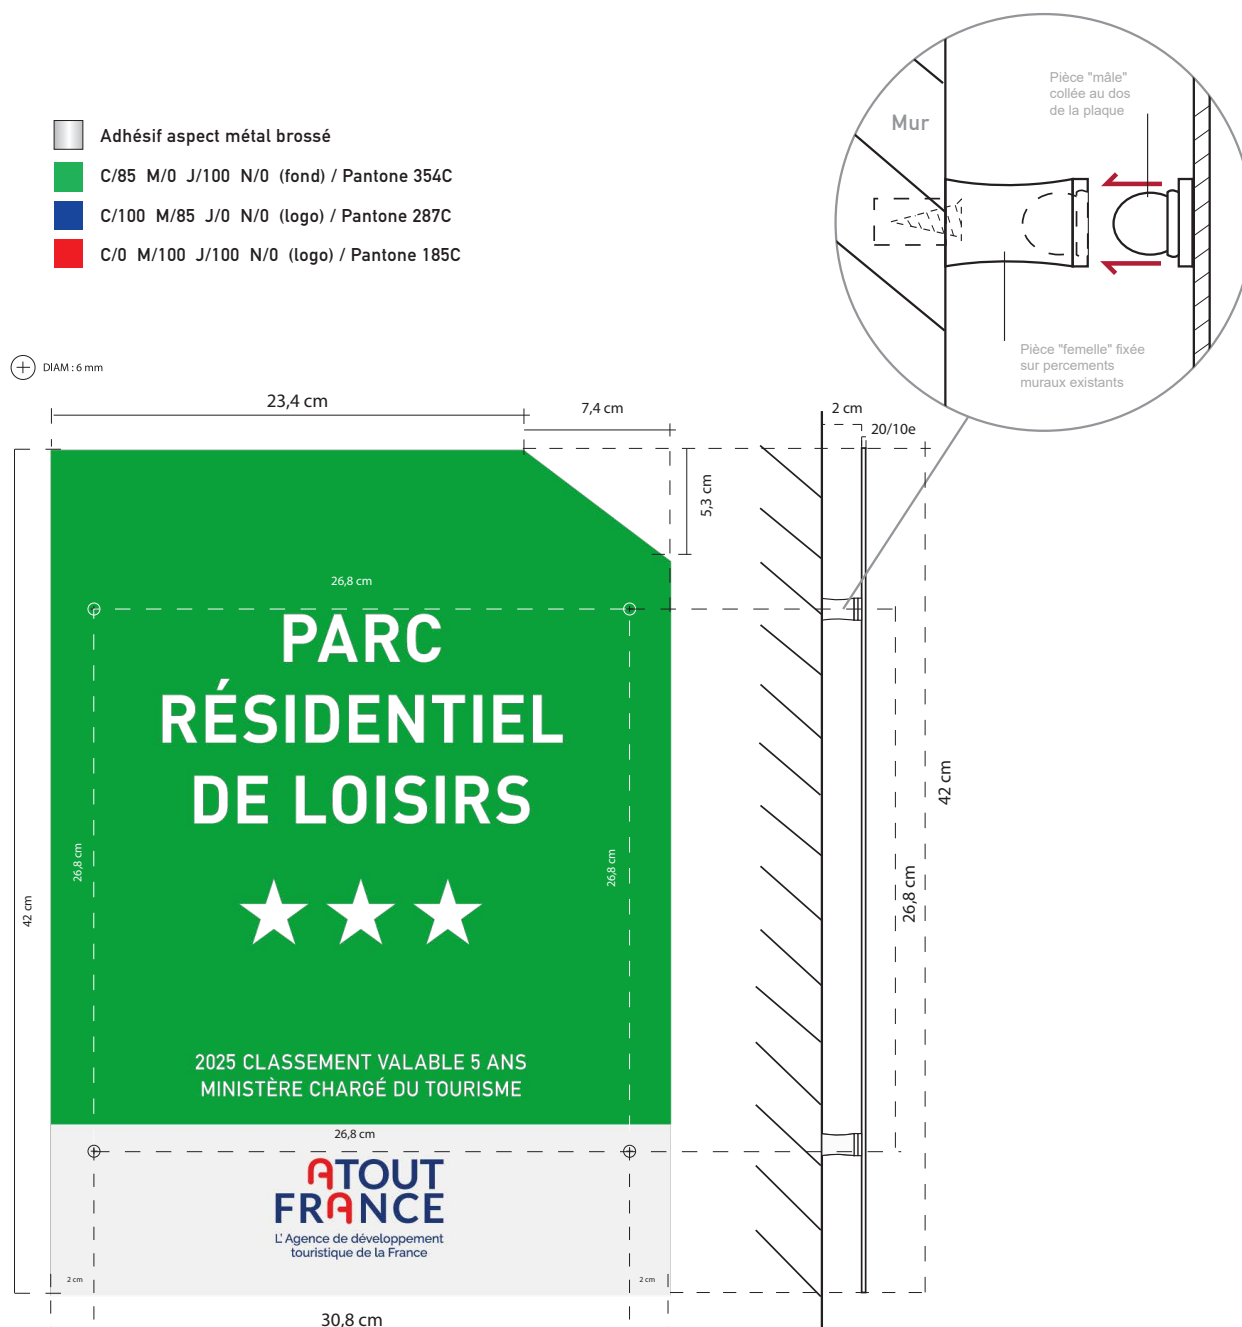 Adhésif aspect métal brossé
C/85 M/0 J/100 N/0 (fond) / Pantone 354C
C/100 M/85 J/0 N/0 (logo) / Pantone 287C
C/0 M/100 J/100 N/0 (logo) / Pantone 185C
Mur
Pièce "mâle"
collée au dos
de la plaque
Pièce "femelle" fixée
sur percements
muraux existants
DIAM : 6 mm
23,4 cm
7,4 cm
2 cm
20/10e
5,3 cm
26,8 cm
PARC
RÉSIDENTIEL
DE LOISIRS
26,8 cm
26,8 cm
42 cm
42 cm
26,8 cm
2025 CLASSEMENT VALABLE 5 ANS
MINISTÈRE CHARGÉ DU TOURISME
26,8 cm
ATOUT
FRANCE
L'Agence de développement
touristique de la France
2 cm
2 cm
30,8 cm